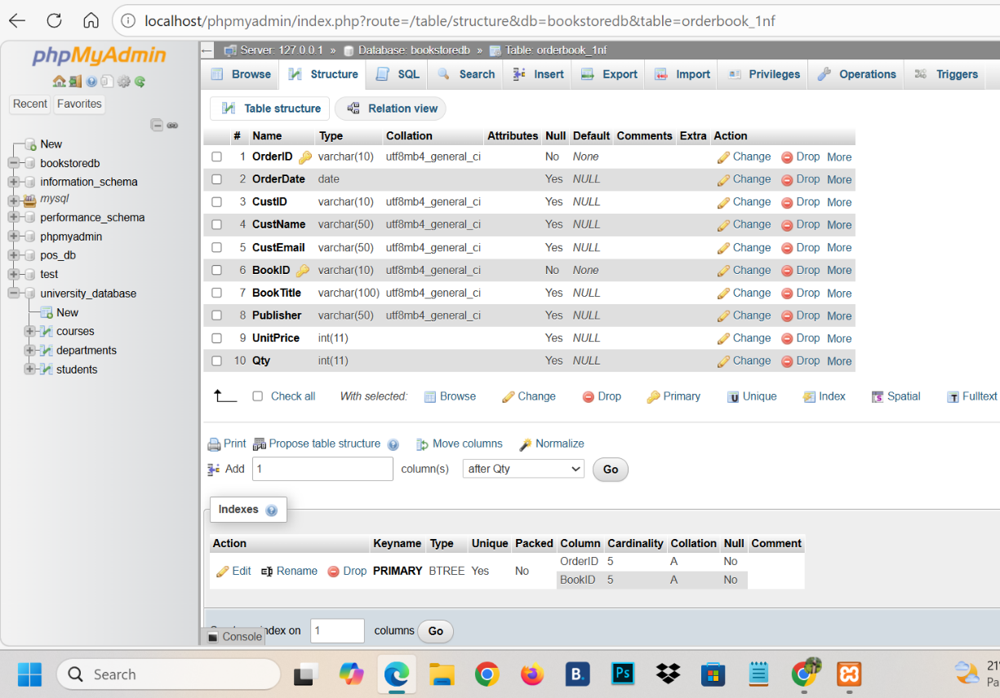 localhost/phpmyadmin/index.php?route=/table/structure&db=bookstoredb&table=orderbook_1nf
phpMyAdmin
Recent Favorites
New
bookstoredb
information_schema
mysql
performance_schema
phpmyadmin
pos_db
test
university_database
New
courses
departments
students
Server: 127.0.0.1 » Database: bookstoredb » Table: orderbook_1nf
Browse Structure SQL Search Insert Export Import Privileges Operations Triggers
Table structure Relation view
# Name Type Collation Attributes Null Default Comments Extra Action
1 OrderID varchar(10) utf8mb4_general_ci No None Change Drop More
2 OrderDate date Yes NULL Change Drop More
3 CustID varchar(10) utf8mb4_general_ci Yes NULL Change Drop More
4 CustName varchar(50) utf8mb4_general_ci Yes NULL Change Drop More
5 CustEmail varchar(50) utf8mb4_general_ci Yes NULL Change Drop More
6 BookID varchar(10) utf8mb4_general_ci No None Change Drop More
7 BookTitle varchar(100) utf8mb4_general_ci Yes NULL Change Drop More
8 Publisher varchar(50) utf8mb4_general_ci Yes NULL Change Drop More
9 UnitPrice int(11) Yes NULL Change Drop More
10 Qty int(11) Yes NULL Change Drop More
Check all With selected: Browse Change Drop Primary U Unique Index S Spatial T Fulltext
Print Propose table structure Move columns Normalize
Add 1 column(s) after Qty Go
Indexes
Action Keyname Type Unique Packed Column Cardinality Collation Null Comment
Edit Rename Drop PRIMARY BTREE Yes No OrderID 5 A No
BookID 5 A No
on 1 columns Go
Console
Search
B.
Ps
21°